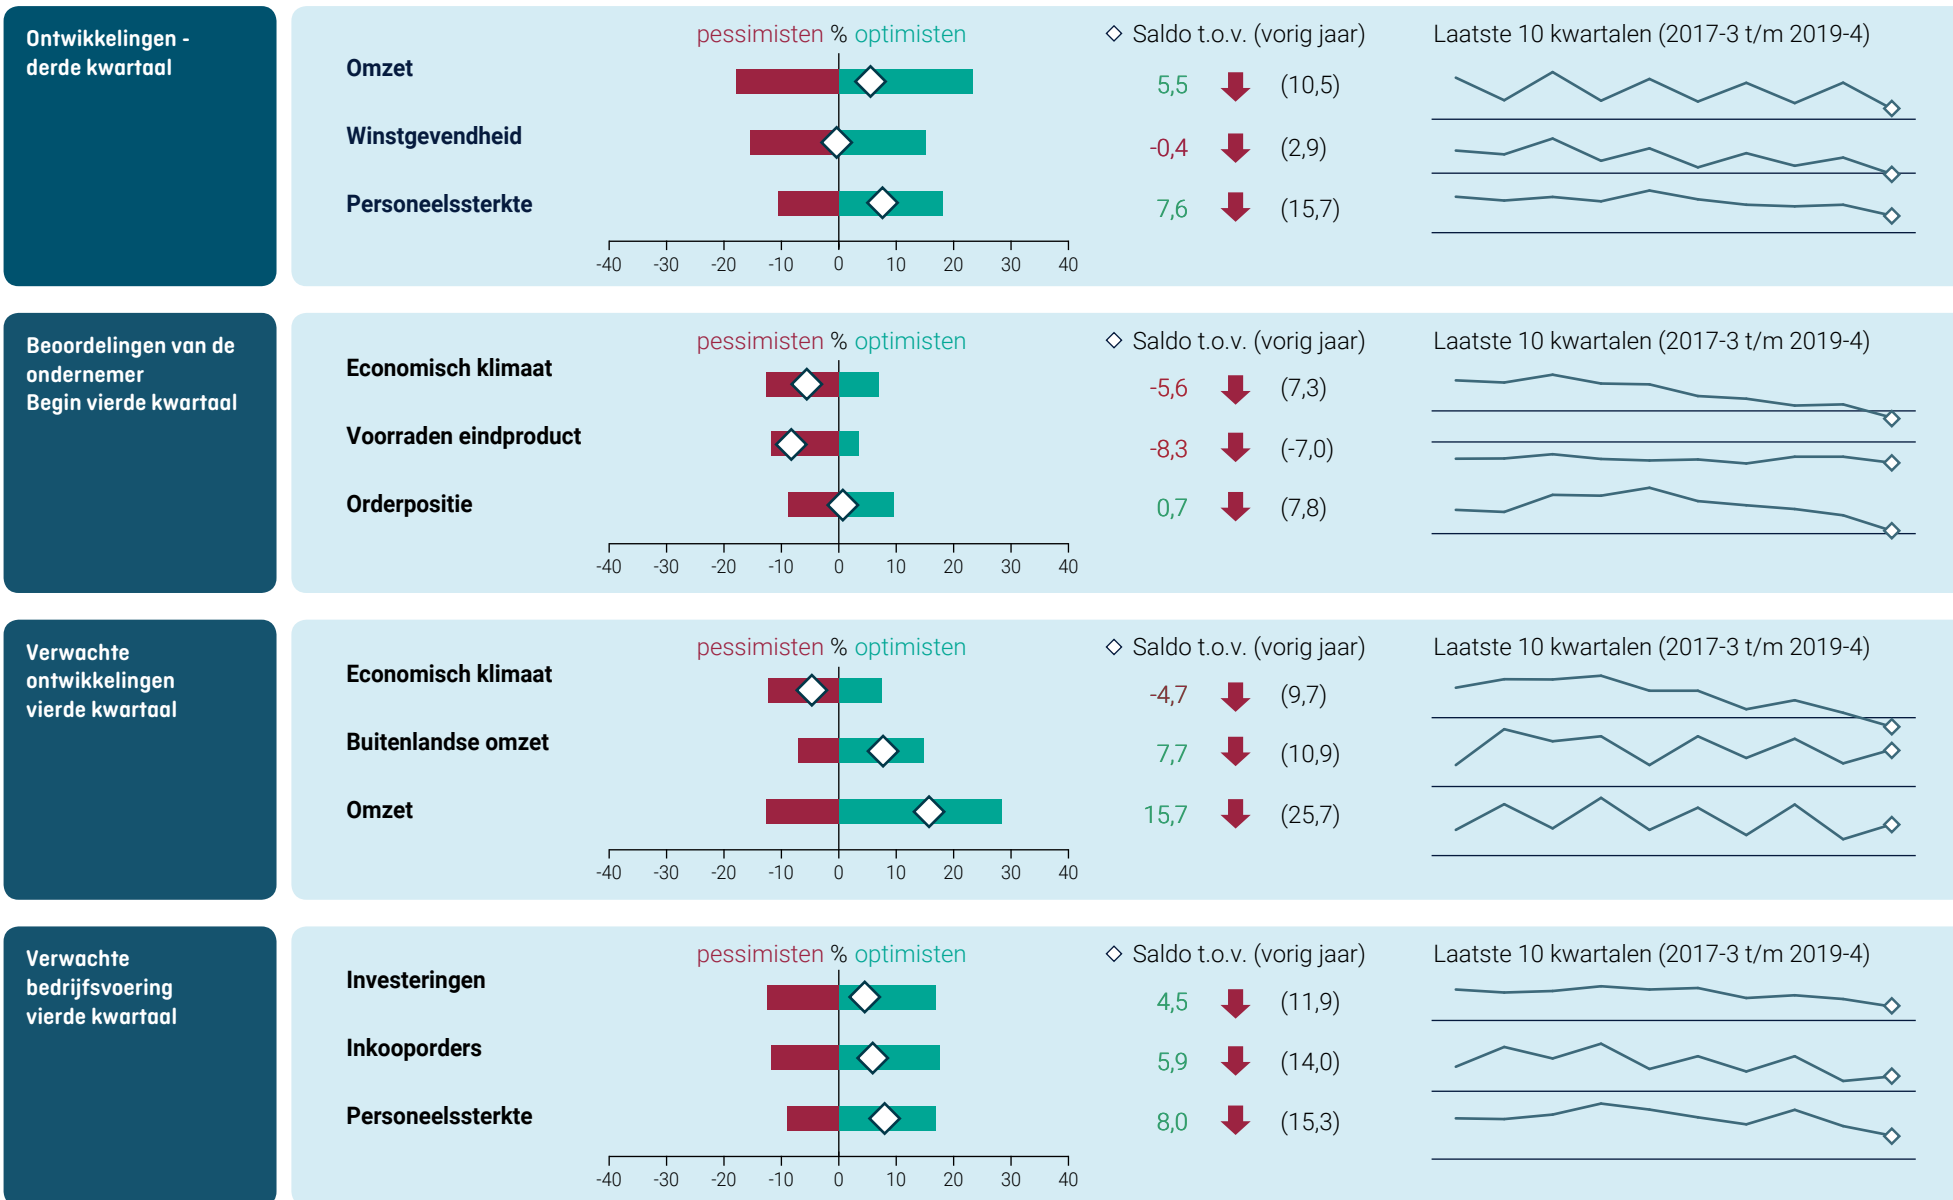 Ontwikkelingen -
derde kwartaal
pessimisten % optimisten
Saldo t.o.v. (vorig jaar)
Laatste 10 kwartalen (2017-3 t/m 2019-4)
Omzet
5,5 (10,5)
Winstgevendheid
-0,4 (2,9)
Personeelssterkte
7,6 (15,7)
-40 -30 -20 -10 0 10 20 30 40
Beoordelingen van de
ondernemer
Begin vierde kwartaal
pessimisten % optimisten
Saldo t.o.v. (vorig jaar)
Laatste 10 kwartalen (2017-3 t/m 2019-4)
Economisch klimaat
-5,6 (7,3)
Voorraden eindproduct
-8,3 (-7,0)
Orderpositie
0,7 (7,8)
-40 -30 -20 -10 0 10 20 30 40
Verwachte
ontwikkelingen
vierde kwartaal
pessimisten % optimisten
Saldo t.o.v. (vorig jaar)
Laatste 10 kwartalen (2017-3 t/m 2019-4)
Economisch klimaat
-4,7 (9,7)
Buitenlandse omzet
7,7 (10,9)
Omzet
15,7 (25,7)
-40 -30 -20 -10 0 10 20 30 40
Verwachte
bedrijfsvoering
vierde kwartaal
pessimisten % optimisten
Saldo t.o.v. (vorig jaar)
Laatste 10 kwartalen (2017-3 t/m 2019-4)
Investeringen
4,5 (11,9)
Inkooporders
5,9 (14,0)
Personeelssterkte
8,0 (15,3)
-40 -30 -20 -10 0 10 20 30 40